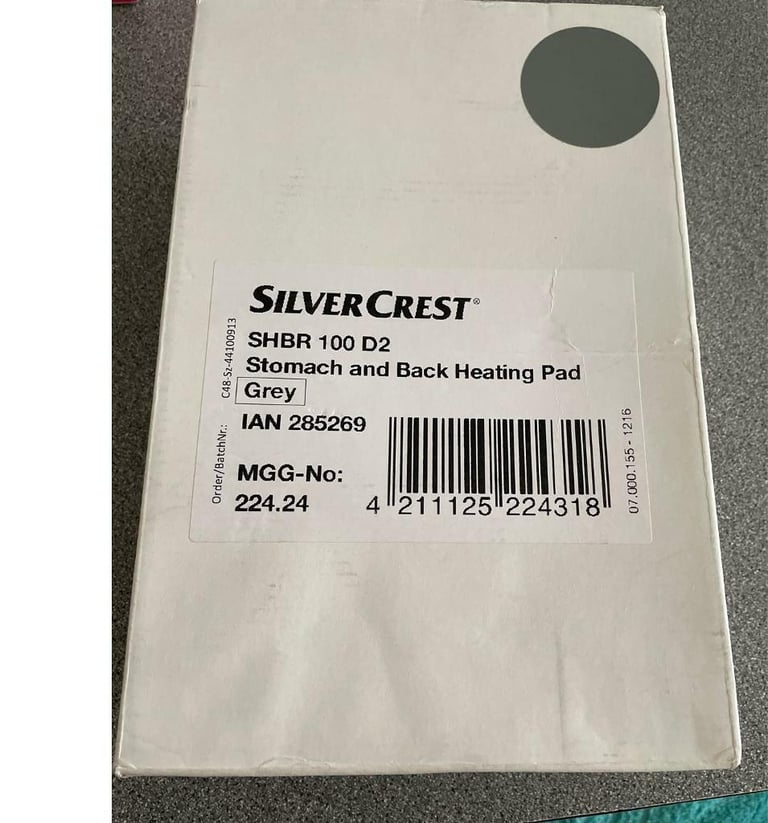 SILVERCREST®
SHBR 100 D2
Stomach and Back Heating Pad
Grey
IAN 285269
MGG-No:
224.24
4 211125 224318
Order/BatchNr.: C48-Sz-44100913
07.000.155 - 1216